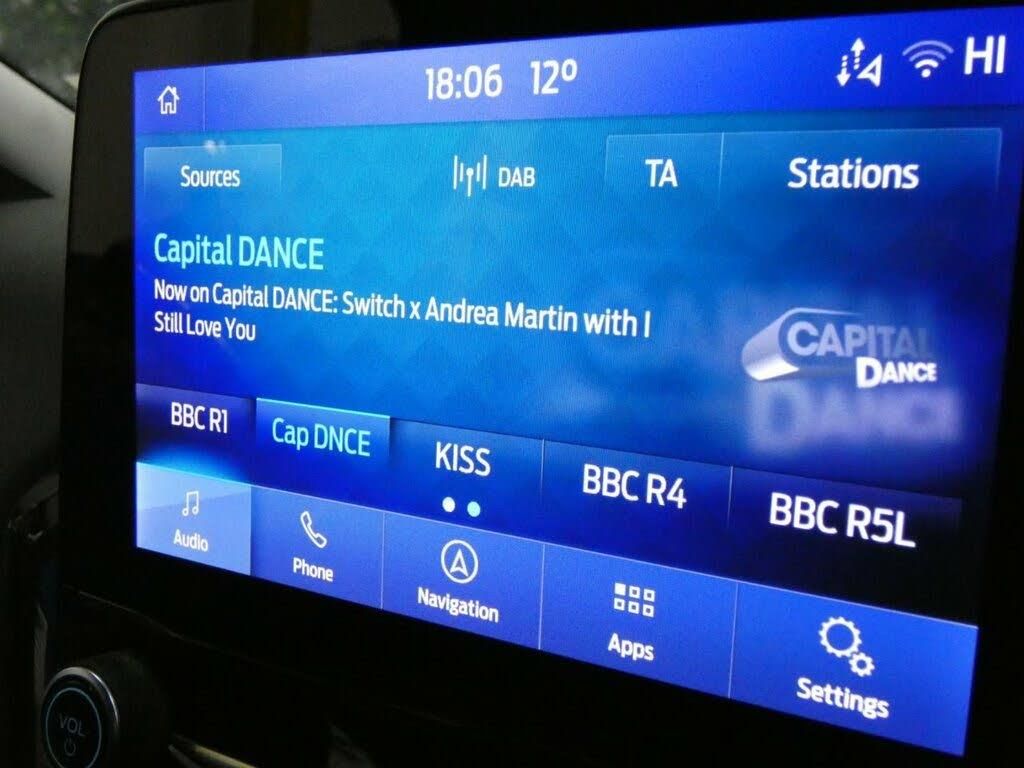 18:06 12º HI
Sources DAB TA Stations
Capital DANCE
Now on Capital DANCE: Switch x Andrea Martin with I
Still Love You
CAPITAL
DANCE
BBC R1 Cap DNCE KISS BBC R4 BBC R5L
Audio Phone Navigation Apps Settings
VOL